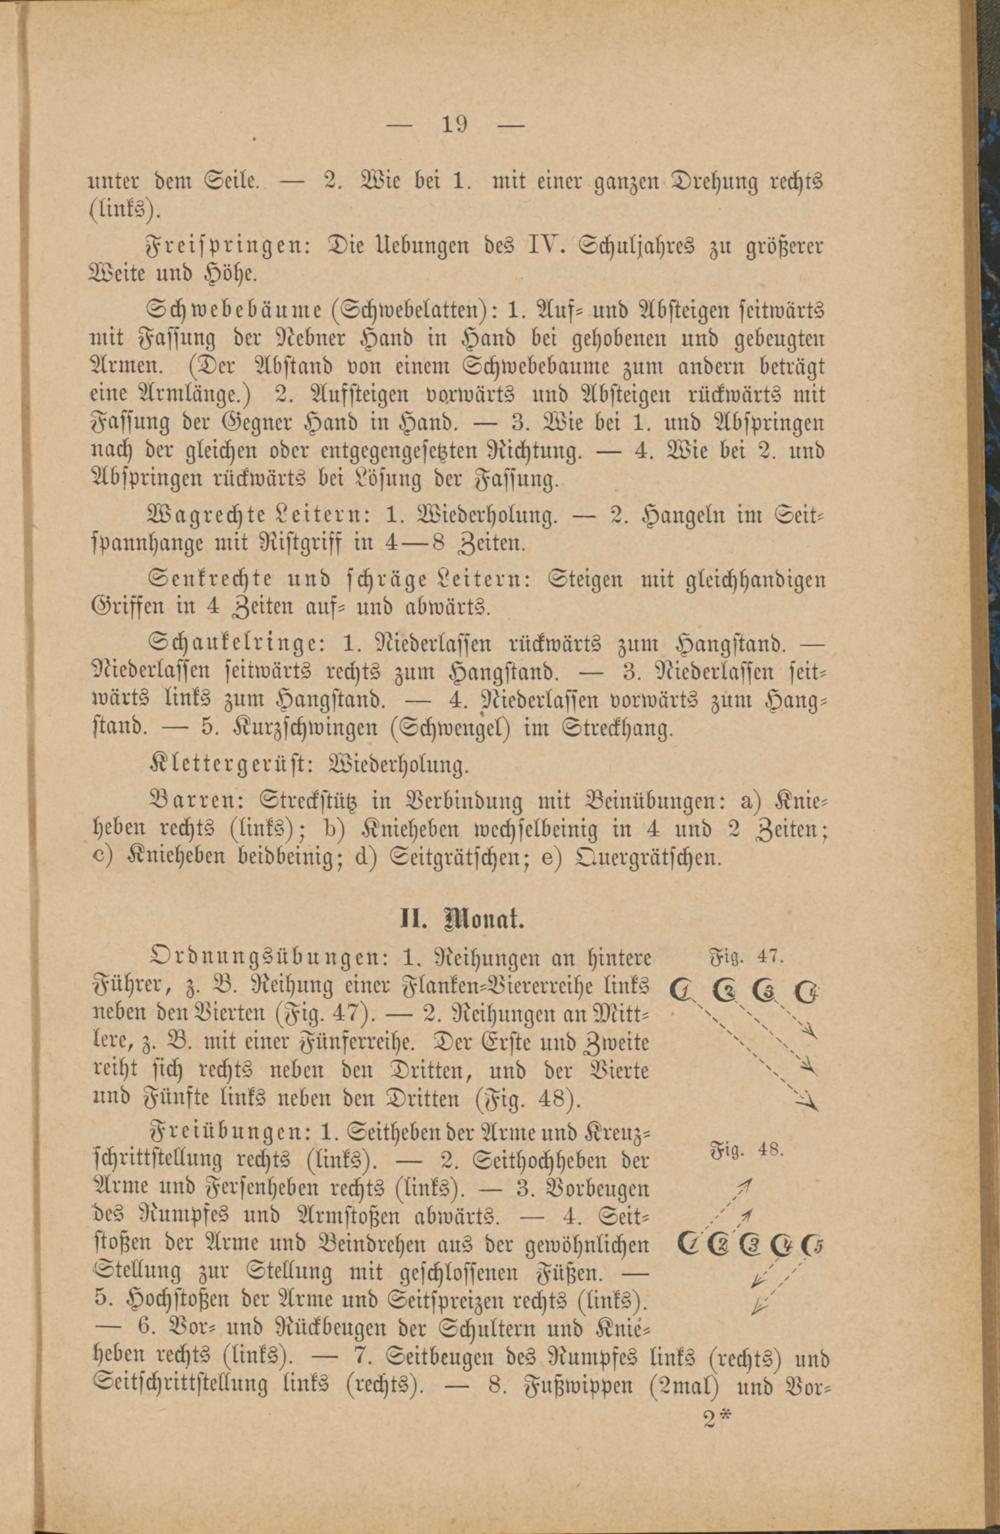 — 19 —
unter dem Seile. — 2. Wie bei 1. mit einer ganzen Drehung rechts
(links).
Freispringen: Die Uebungen des IV. Schuljahres zu größerer
Weite und Höhe.
Schwebebäume (Schwebelatten): 1. Auf- und Absteigen seitwärts
mit Fassung der Nebner Hand in Hand bei gehobenen und gebeugten
Armen. (Der Abstand von einem Schwebebaume zum andern beträgt
eine Armlänge.) 2. Aufsteigen vorwärts und Absteigen rückwärts mit
Fassung der Gegner Hand in Hand. — 3. Wie bei 1. und Abspringen
nach der gleichen oder entgegengesetzten Richtung. — 4. Wie bei 2. und
Abspringen rückwärts bei Lösung der Fassung.
Wagrechte Leitern: 1. Wiederholung. — 2. Hangeln im Seit-
spannhange mit Ristgriff in 4—8 Zeiten.
Senkrechte und schräge Leitern: Steigen mit gleichhandigen
Griffen in 4 Zeiten auf- und abwärts.
Schaukelringe: 1. Niederlassen rückwärts zum Hangstand. —
Niederlassen seitwärts rechts zum Hangstand. — 3. Niederlassen seit-
wärts links zum Hangstand. — 4. Niederlassen vorwärts zum Hang-
stand. — 5. Kurzschwingen (Schwengel) im Streckhang.
Klettergerüst: Wiederholung.
Barren: Streckstütz in Verbindung mit Beinübungen: a) Knie-
heben rechts (links); b) Knieheben wechselbeinig in 4 und 2 Zeiten;
c) Knieheben beidbeinig; d) Seitgrätschen; e) Quergrätschen.
II. Monat.
Ordnungsübungen: 1. Reihungen an hintere
Führer, z. B. Reihung einer Flanken-Viererreihe links
neben den Vierten (Fig. 47). — 2. Reihungen an Mitt-
lere, z. B. mit einer Fünferreihe. Der Erste und Zweite
reiht sich rechts neben den Dritten, und der Vierte
und Fünfte links neben den Dritten (Fig. 48).
Fig. 47.
2 3
Freiübungen: 1. Seitheben der Arme und Kreuz-
schrittstellung rechts (links). — 2. Seithochheben der
Arme und Fersenheben rechts (links). — 3. Vorbeugen
des Rumpfes und Armstoßen abwärts. — 4. Seit-
stoßen der Arme und Beindrehen aus der gewöhnlichen
Stellung zur Stellung mit geschlossenen Füßen. —
5. Hochstoßen der Arme und Seitspreizen rechts (links).
— 6. Vor- und Rückbeugen der Schultern und Knie-
Fig. 48.
1 2 3 4 5
heben rechts (links). — 7. Seitbeugen des Rumpfes links (rechts) und
Seitschrittstellung links (rechts). — 8. Fußwippen (2mal) und Vor-
2*